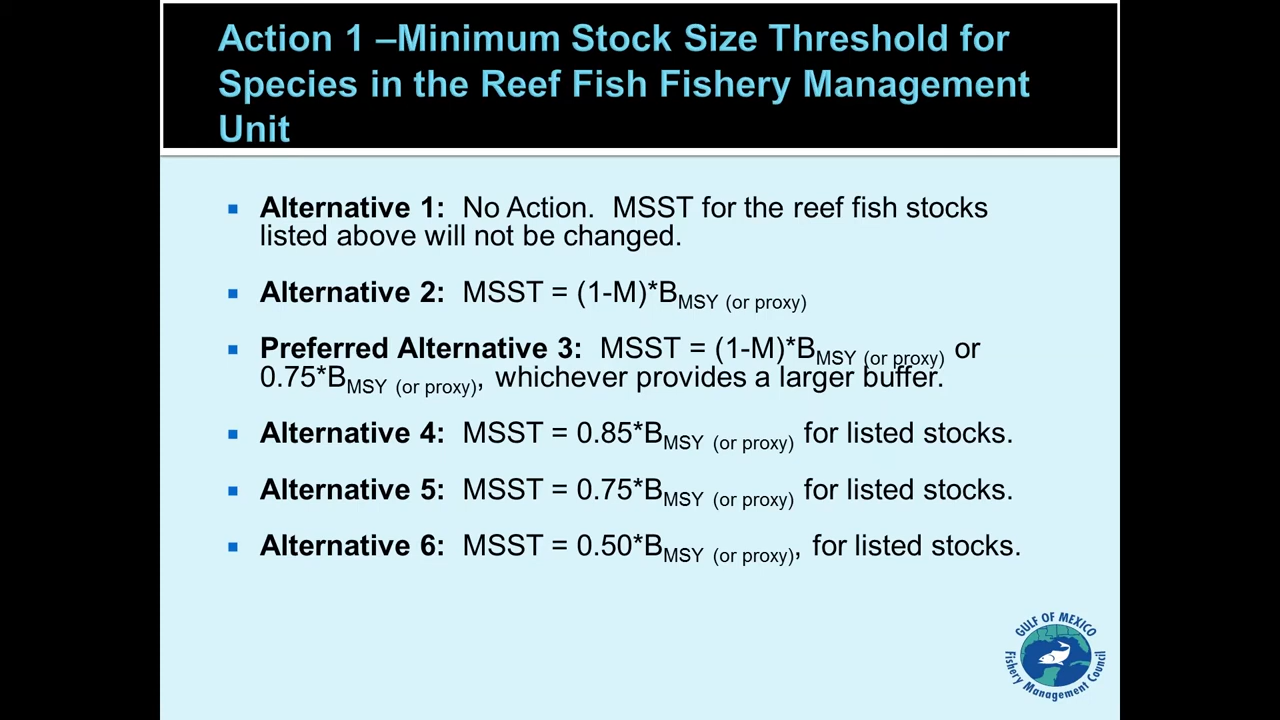 Action 1 –Minimum Stock Size Threshold for
Species in the Reef Fish Fishery Management
Unit
Alternative 1: No Action. MSST for the reef fish stocks
listed above will not be changed.
Alternative 2: MSST = (1-M)*BMSY (or proxy)
Preferred Alternative 3: MSST = (1-M)*BMSY (or proxy) or
0.75*BMSY (or proxy), whichever provides a larger buffer.
Alternative 4: MSST = 0.85*BMSY (or proxy) for listed stocks.
Alternative 5: MSST = 0.75*BMSY (or proxy) for listed stocks.
Alternative 6: MSST = 0.50*BMSY (or proxy), for listed stocks.
GULF OF MEXICO
Fishery Management Council